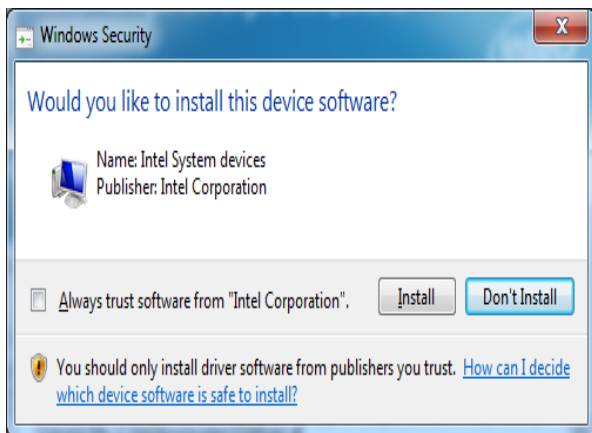 Windows Security
Would you like to install this device software?
Name: Intel System devices
Publisher: Intel Corporation
Always trust software from "Intel Corporation".
Install
Don't Install
You should only install driver software from publishers you trust. How can I decide
which device software is safe to install?